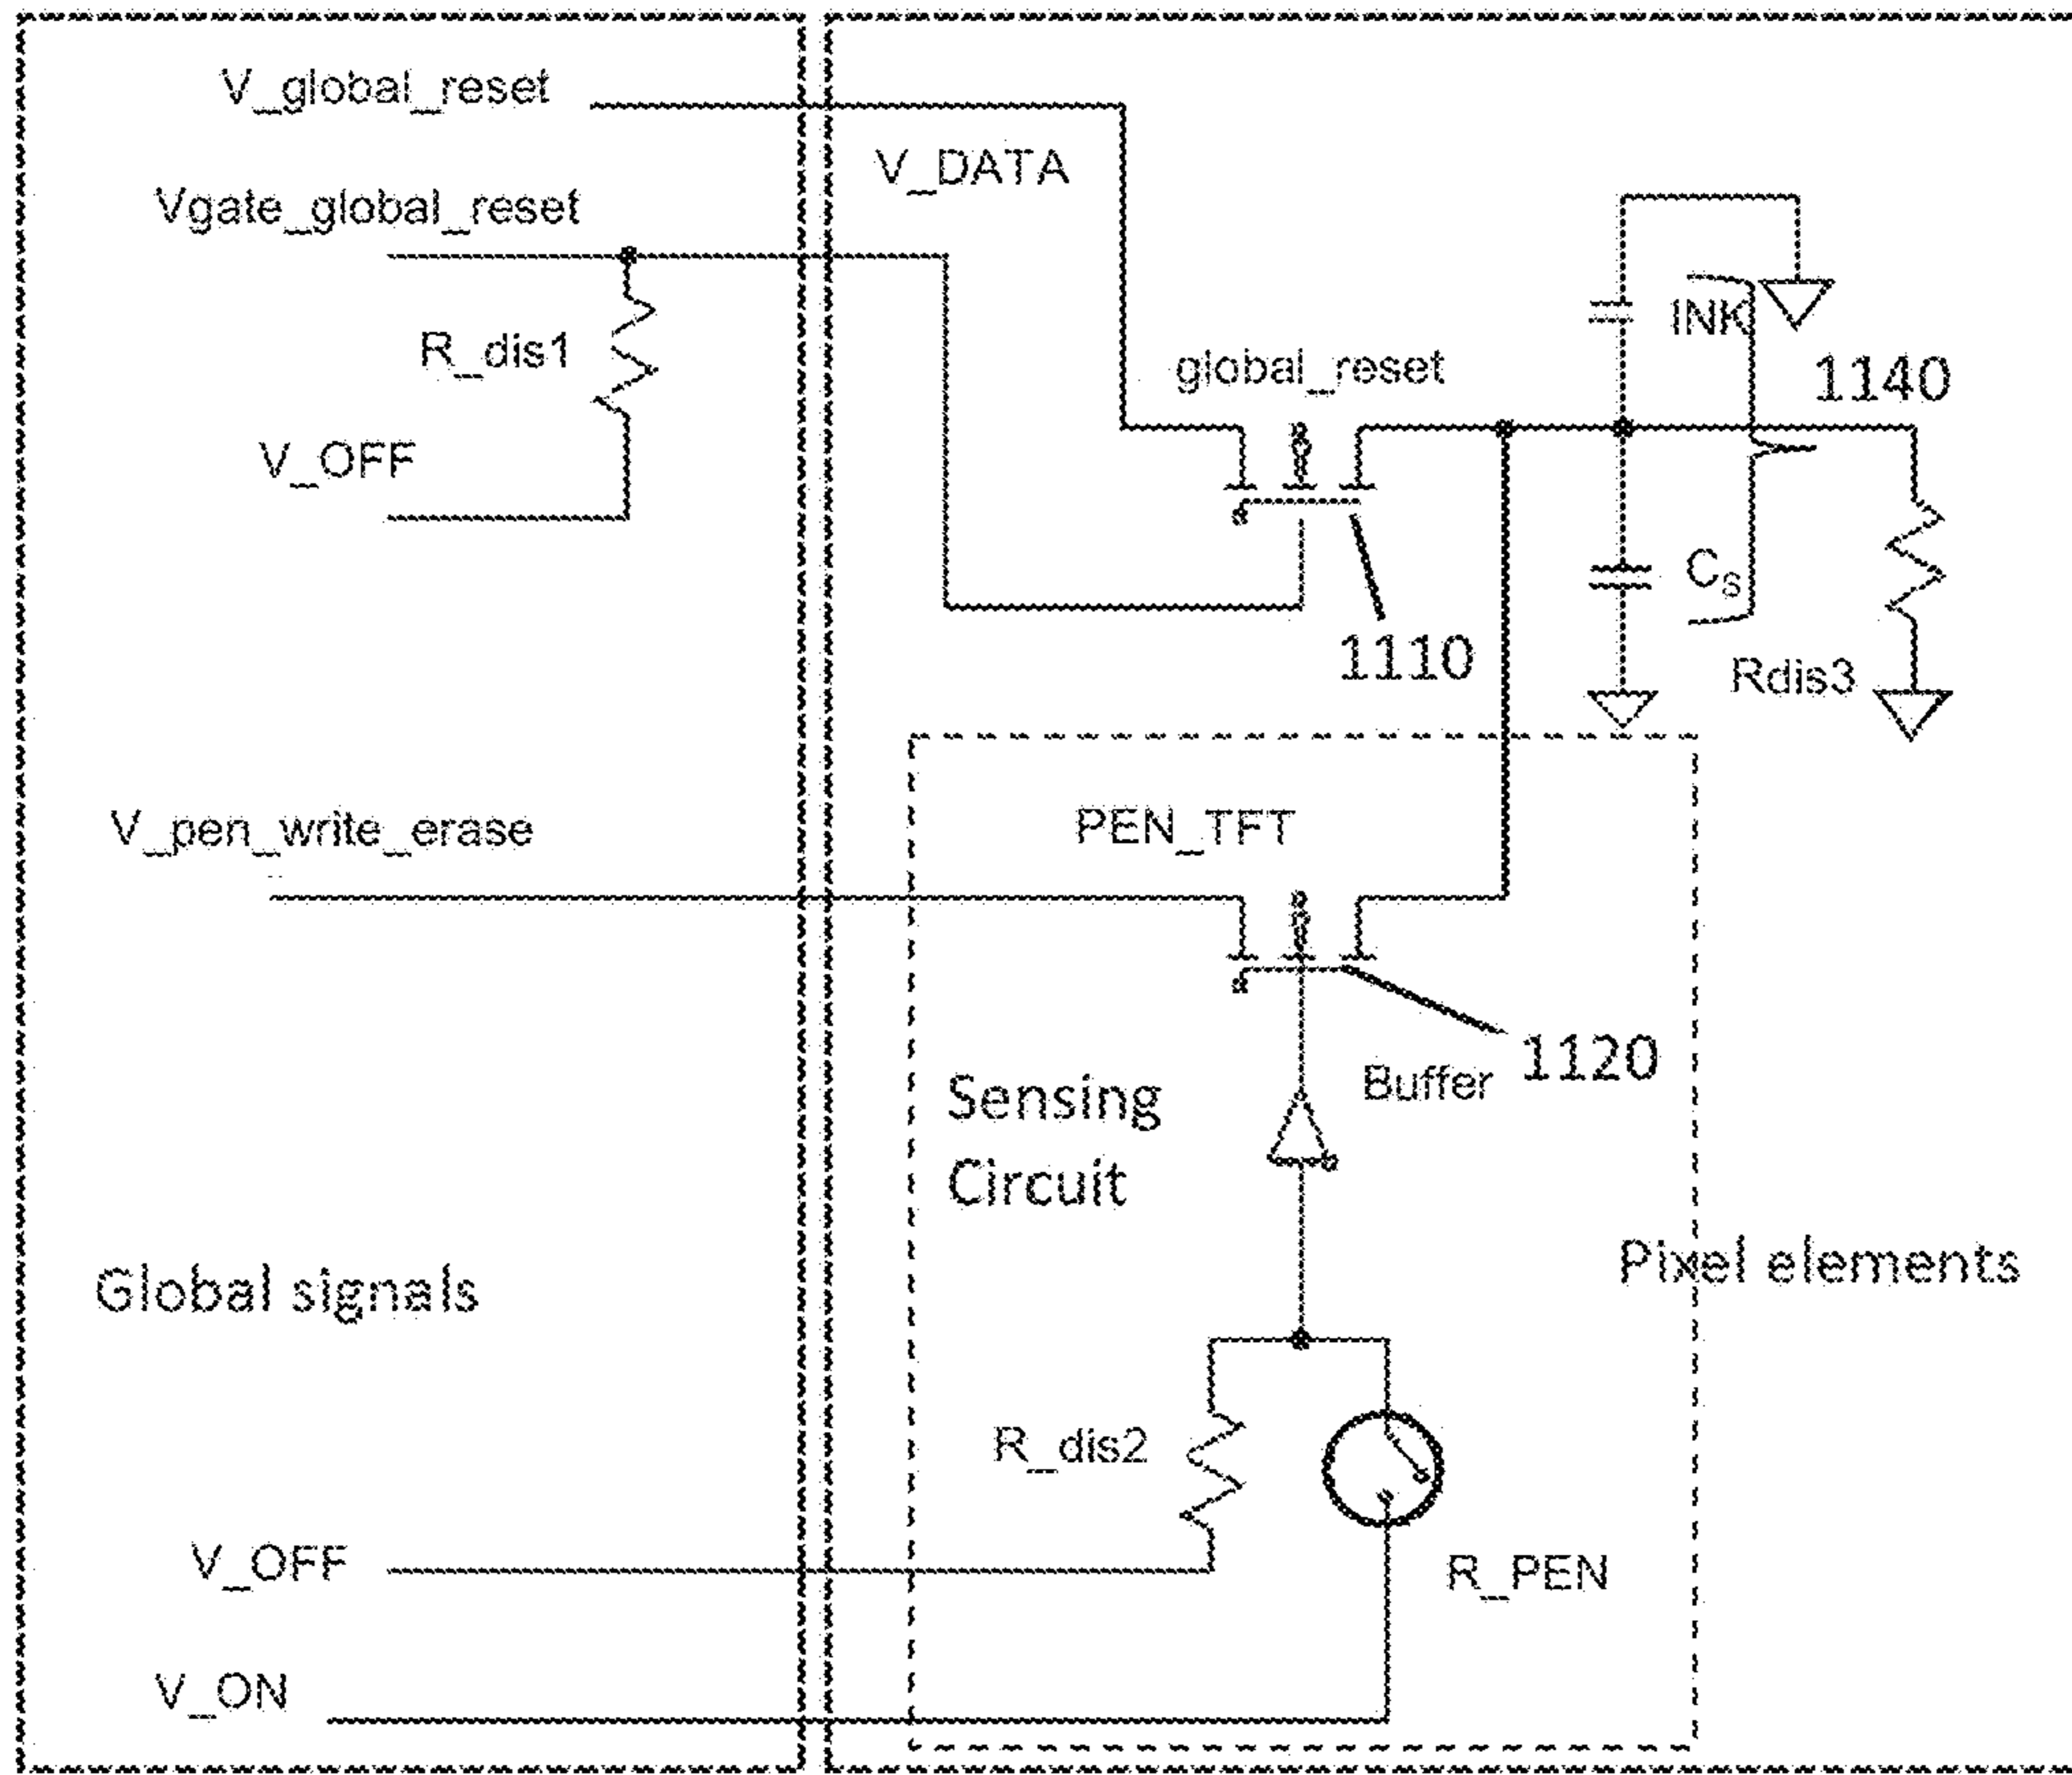 V_global_reset
V_DATA
Vgate_global_reset
INK
R_dis1
global_reset
1140
V_OFF
CS
1110
Rdis3
V_pen_write_erase
PEN_TFT
1120
Buffer
Sensing
Circuit
Pixel elements
Global signals
R_dis2
V_OFF
R_PEN
V_ON